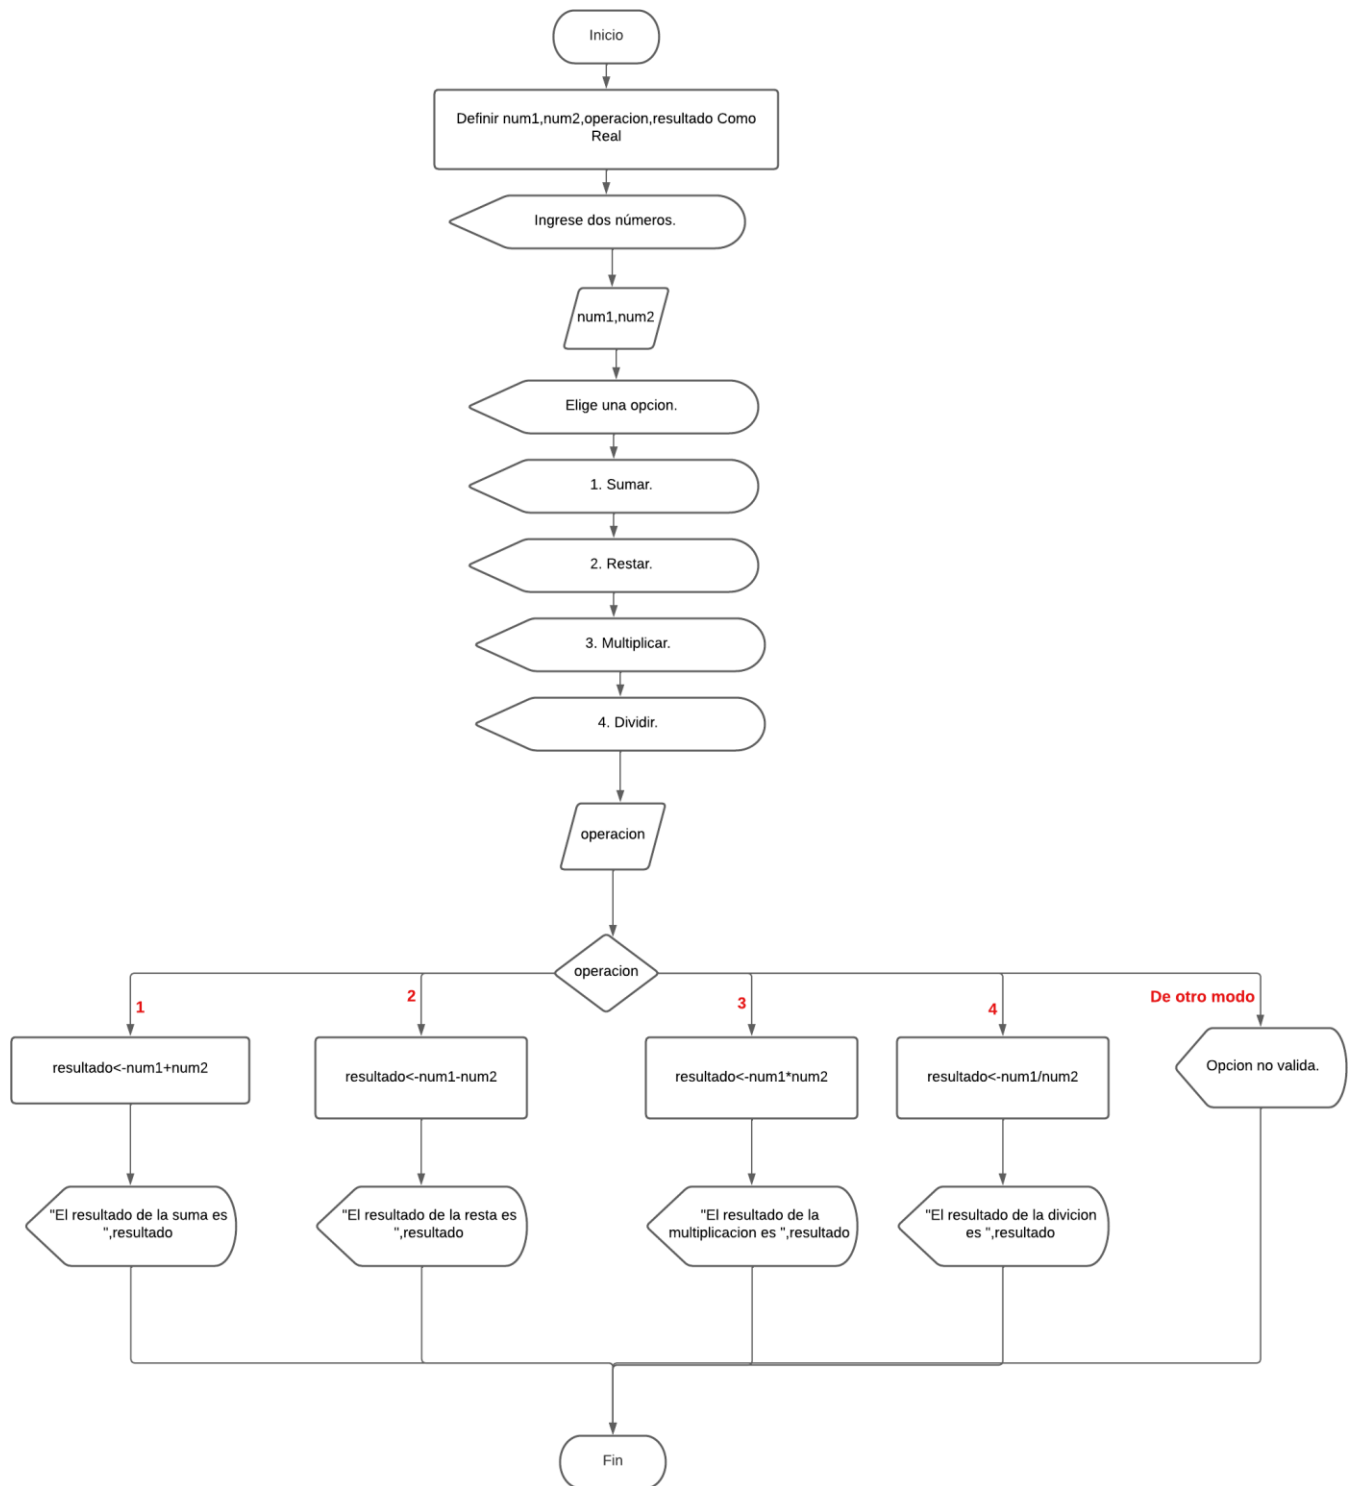 Inicio
Definir num1,num2,operacion,resultado Como
Real
Ingrese dos números.
num1,num2
Elige una opcion.
1. Sumar.
2. Restar.
3. Multiplicar.
4. Dividir.
operacion
operacion
1
2
3
4
De otro modo
resultado<-num1+num2
resultado<-num1-num2
resultado<-num1*num2
resultado<-num1/num2
Opcion no valida.
"El resultado de la suma es
",resultado
"El resultado de la resta es
",resultado
"El resultado de la
multiplicacion es ",resultado
"El resultado de la divicion
es ",resultado
Fin